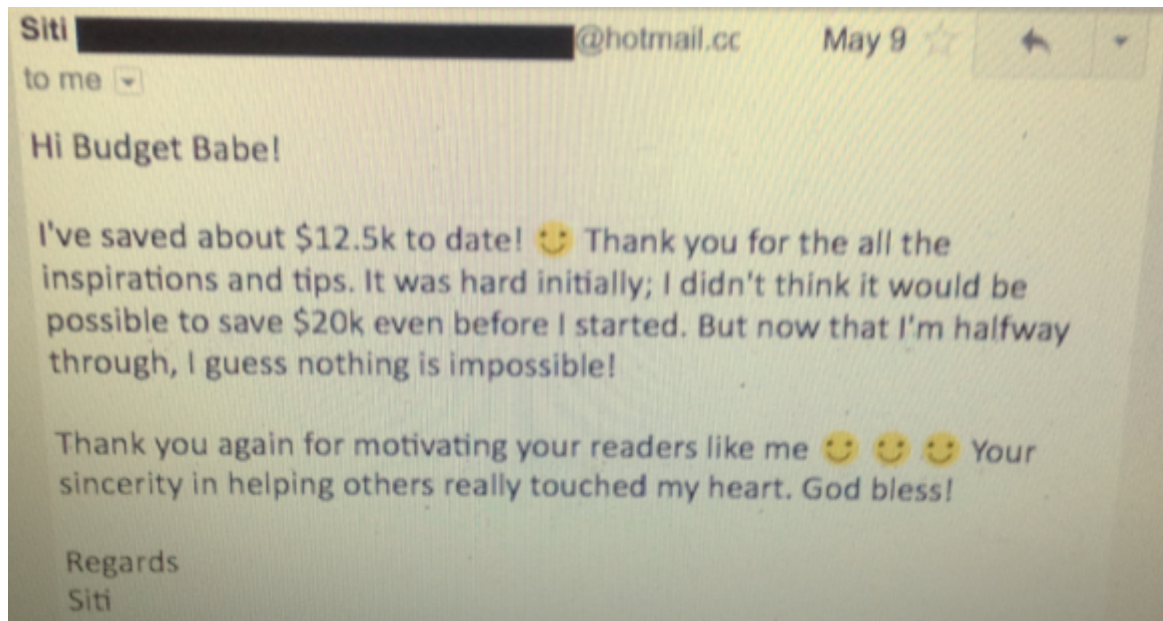 Siti @hotmail.cc May 9
to me
Hi Budget Babe!
I've saved about $12.5k to date! Thank you for the all the
inspirations and tips. It was hard initially; I didn't think it would be
possible to save $20k even before I started. But now that I'm halfway
through, I guess nothing is impossible!
Thank you again for motivating your readers like me Your
sincerity in helping others really touched my heart. God bless!
Regards
Siti